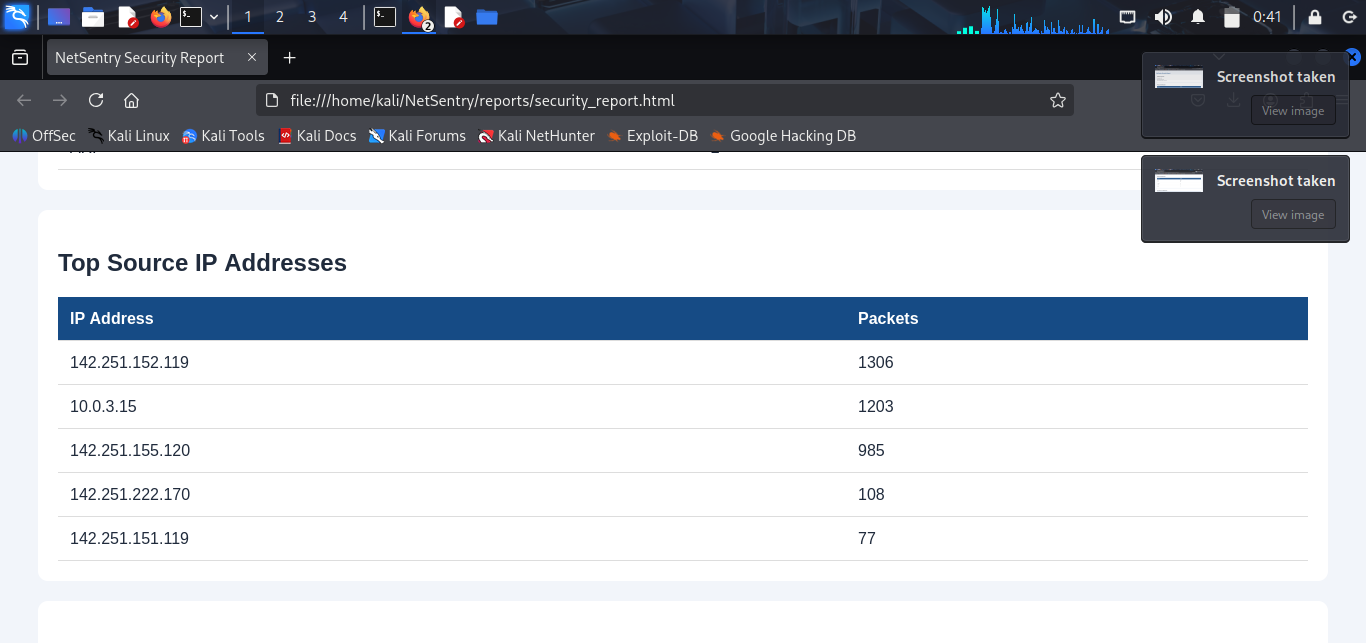 1 2 3 4 0:41
NetSentry Security Report
file:///home/kali/NetSentry/reports/security_report.html
OffSec Kali Linux Kali Tools Kali Docs Kali Forums Kali NetHunter Exploit-DB Google Hacking DB
Screenshot taken
View image
Screenshot taken
View image
Top Source IP Addresses
IP Address Packets
142.251.152.119 1306
10.0.3.15 1203
142.251.155.120 985
142.251.222.170 108
142.251.151.119 77